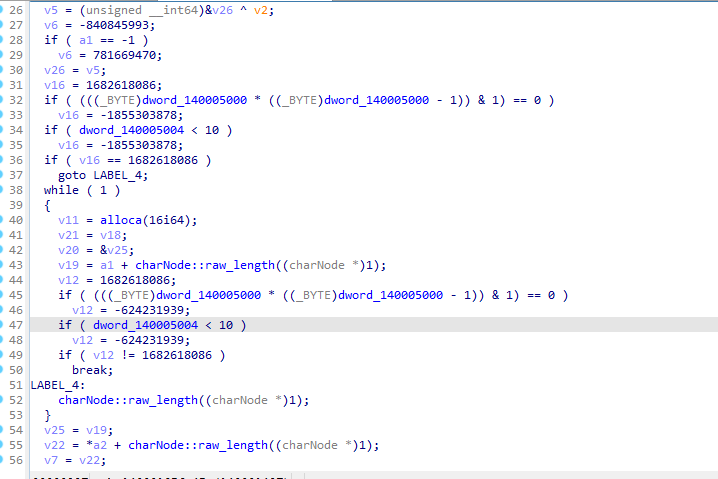 26 v5 = (unsigned __int64)&v26 ^ v2;
27 v6 = -840845993;
28 if ( a1 == -1 )
29 v6 = 781669470;
30 v26 = v5;
31 v16 = 1682618086;
32 if ( (((_BYTE)dword_140005000 * ((_BYTE)dword_140005000 - 1)) & 1) == 0 )
33 v16 = -1855303878;
34 if ( dword_140005004 < 10 )
35 v16 = -1855303878;
36 if ( v16 == 1682618086 )
37 goto LABEL_4;
38 while ( 1 )
39 {
40 v11 = alloca(16i64);
41 v21 = v18;
42 v20 = &v25;
43 v19 = a1 + charNode::raw_length((charNode *)1);
44 v12 = 1682618086;
45 if ( (((_BYTE)dword_140005000 * ((_BYTE)dword_140005000 - 1)) & 1) == 0 )
46 v12 = -624231939;
47 if ( dword_140005004 < 10 )
48 v12 = -624231939;
49 if ( v12 != 1682618086 )
50 break;
51 LABEL_4:
52 charNode::raw_length((charNode *)1);
53 }
54 v25 = v19;
55 v22 = *a2 + charNode::raw_length((charNode *)1);
56 v7 = v22;